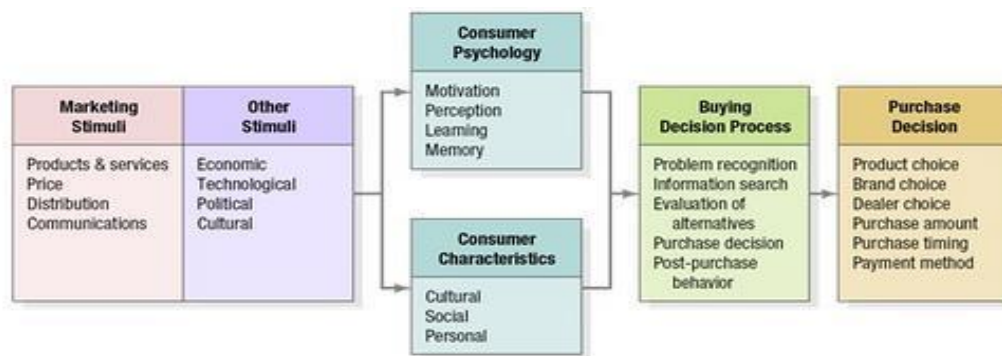 Marketing
Stimuli
Products & services
Price
Distribution
Communications
Other
Stimuli
Economic
Technological
Political
Cultural
Consumer
Psychology
Motivation
Perception
Learning
Memory
Consumer
Characteristics
Cultural
Social
Personal
Buying
Decision Process
Problem recognition
Information search
Evaluation of
alternatives
Purchase decision
Post-purchase
behavior
Purchase
Decision
Product choice
Brand choice
Dealer choice
Purchase amount
Purchase timing
Payment method